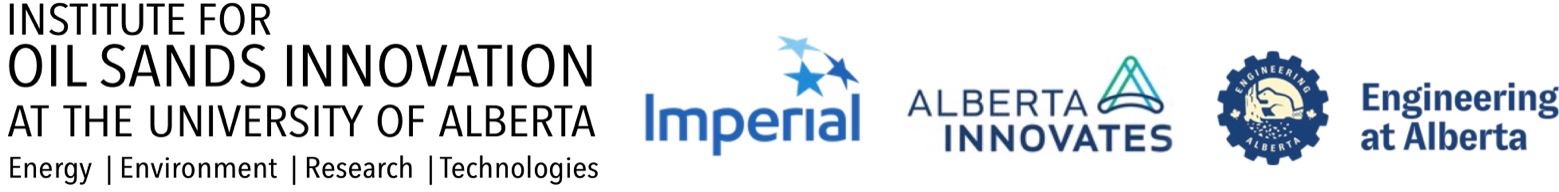 INSTITUTE FOR
OIL SANDS INNOVATION
AT THE UNIVERSITY OF ALBERTA
Energy | Environment | Research | Technologies
Imperial
ALBERTA
INNOVATES
ENGINEERING
ALBERTA
Engineering
at Alberta